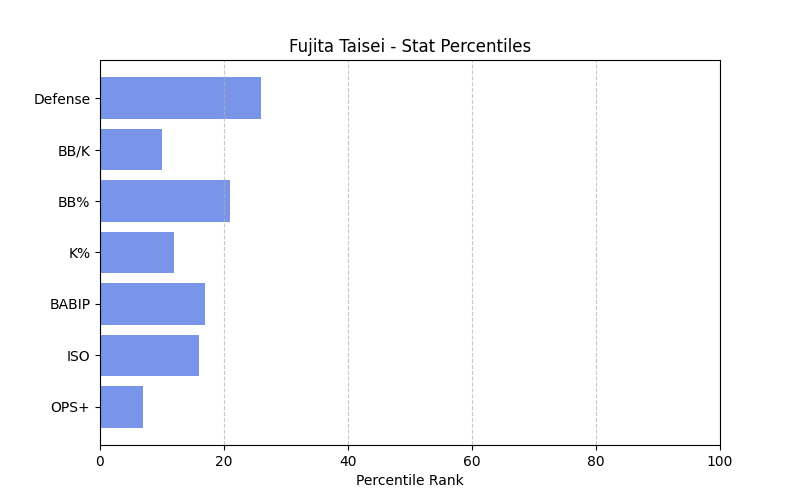 Fujita Taisei - Stat Percentiles
Defense
BB/K
BB%
K%
BABIP
ISO
OPS+
0 20 40 60 80 100
Percentile Rank